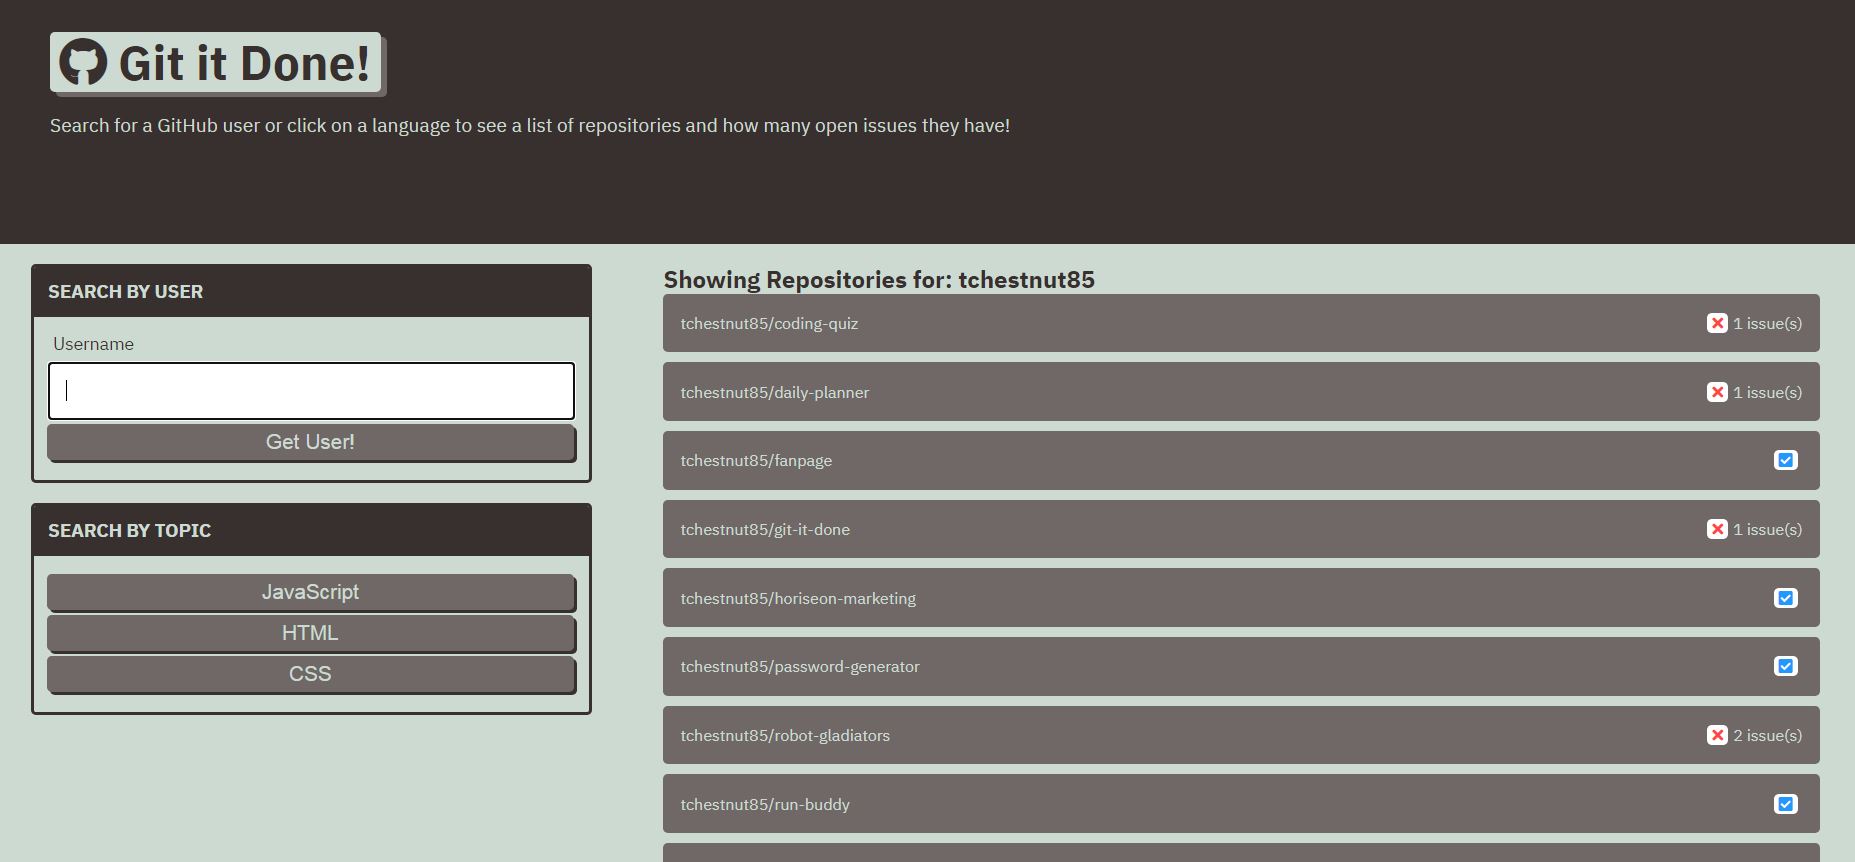 Git it Done!
Search for a GitHub user or click on a language to see a list of repositories and how many open issues they have!
SEARCH BY USER
Username
Get User!
SEARCH BY TOPIC
JavaScript
HTML
CSS
Showing Repositories for: tchestnut85
tchestnut85/coding-quiz 1 issue(s)
tchestnut85/daily-planner 1 issue(s)
tchestnut85/fanpage
tchestnut85/git-it-done 1 issue(s)
tchestnut85/horiseon-marketing
tchestnut85/password-generator
tchestnut85/robot-gladiators 2 issue(s)
tchestnut85/run-buddy